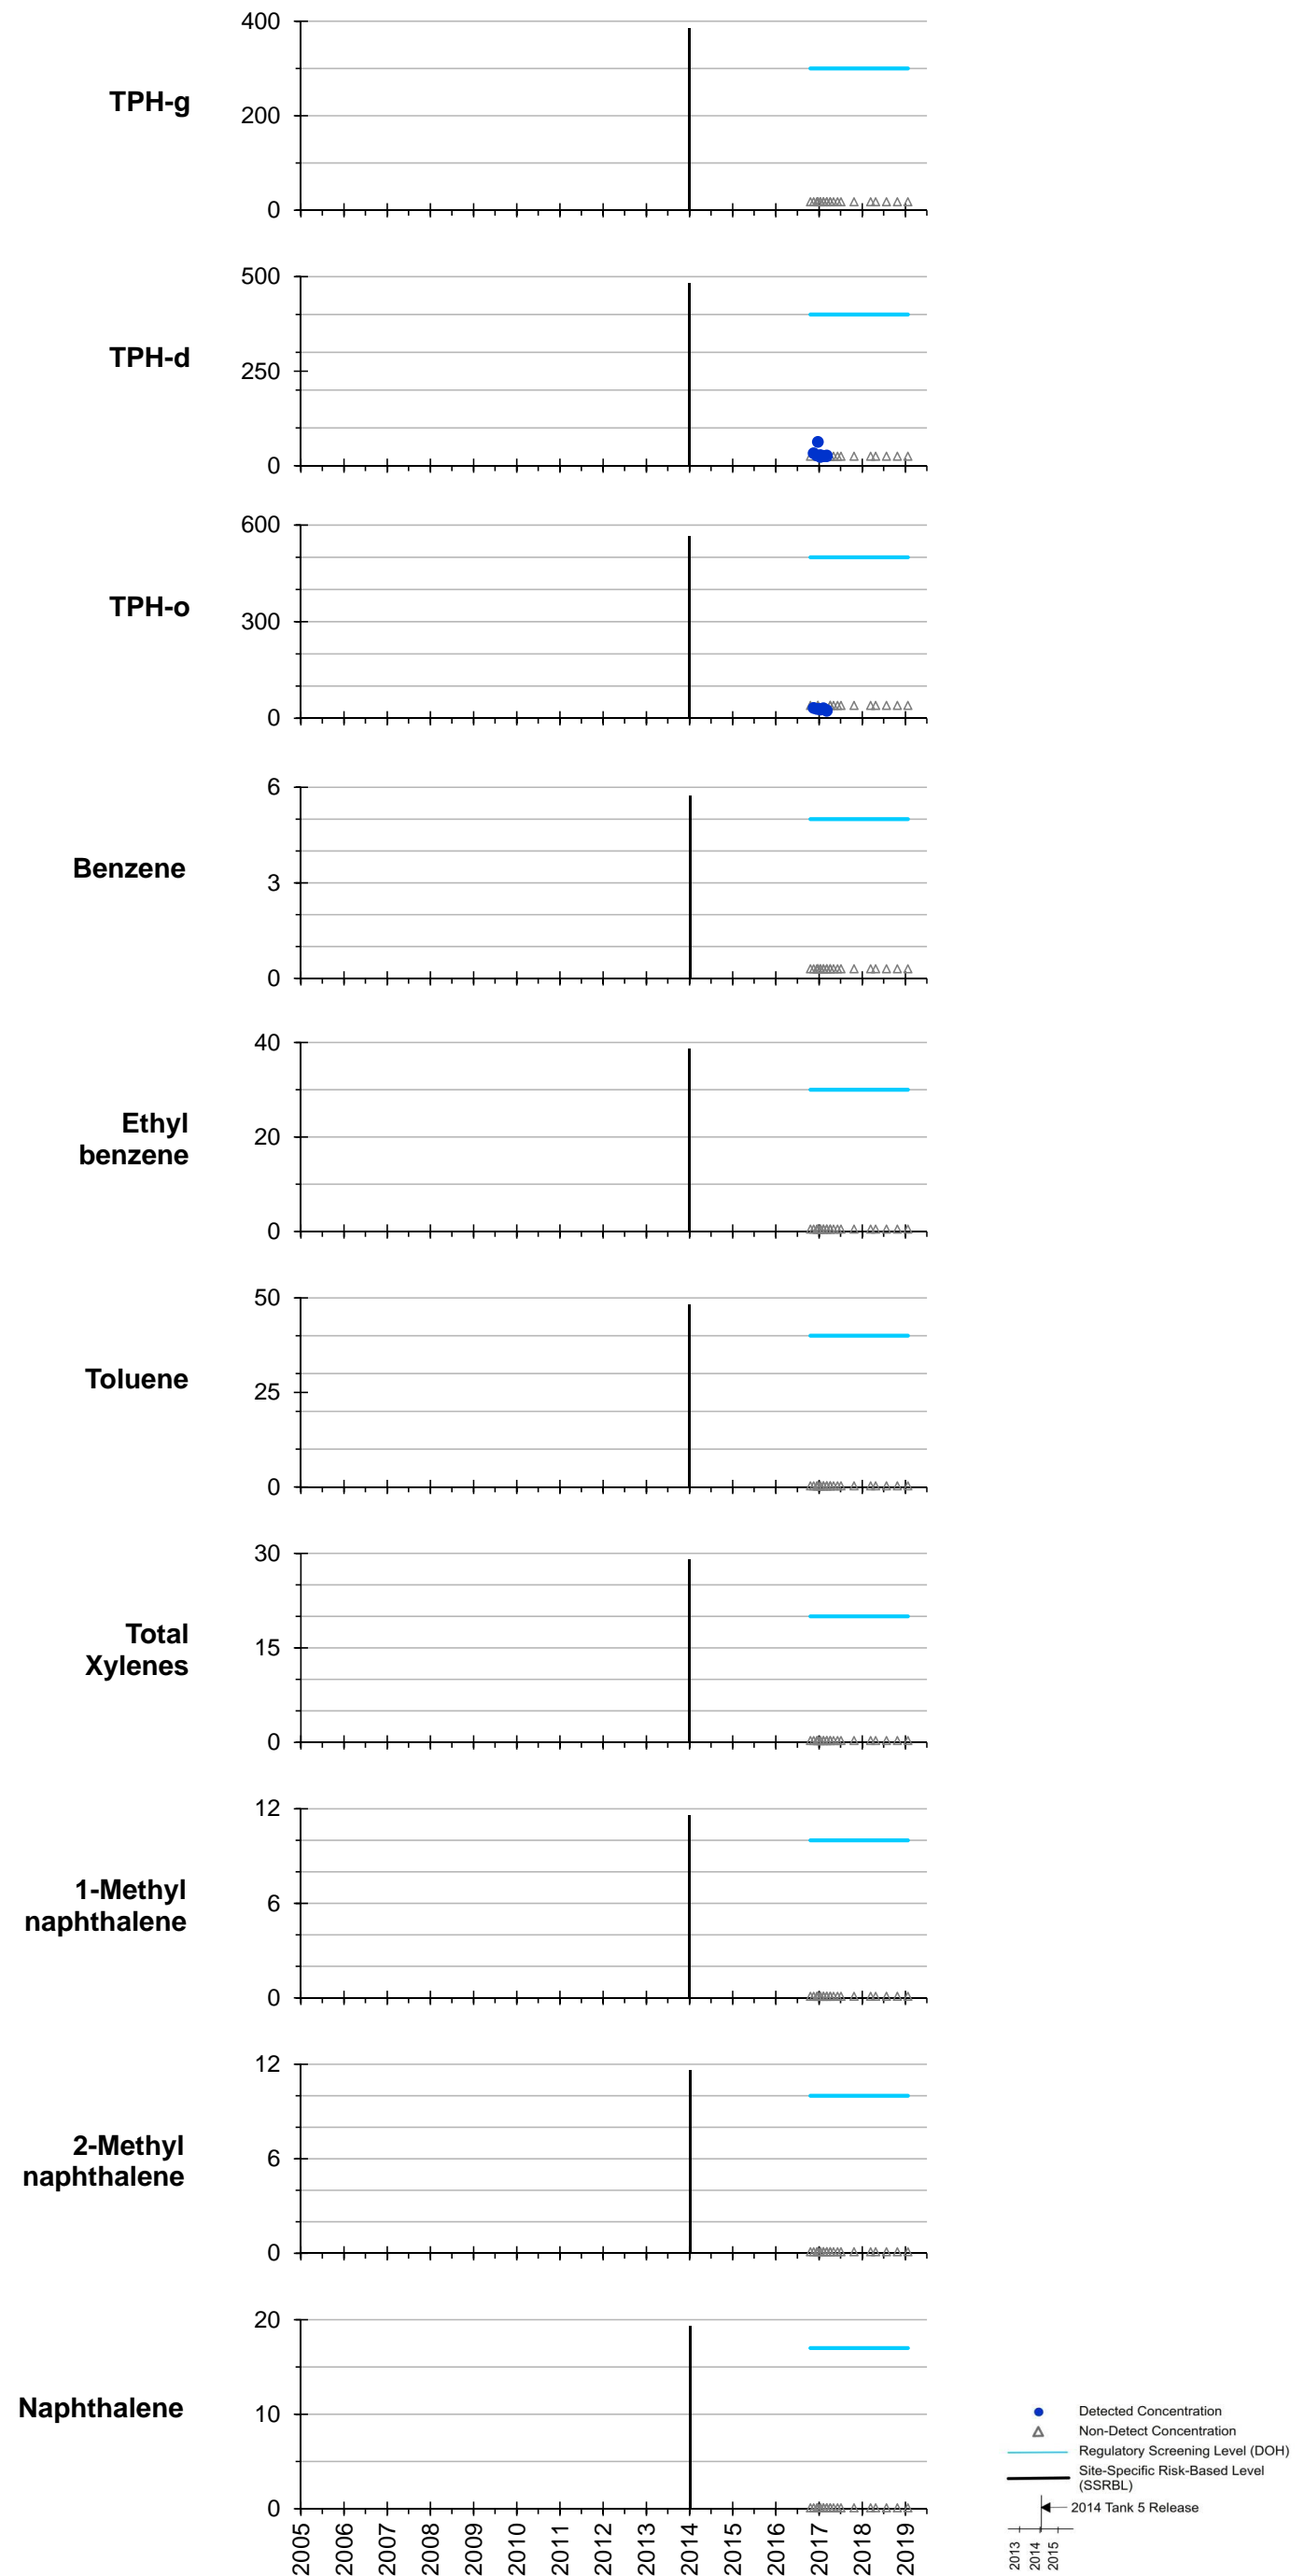 400
TPH-g
200
0
500
TPH-d
250
0
600
TPH-o
300
0
6
Benzene
3
0
40
Ethyl
benzene
20
0
50
Toluene
25
0
30
Total
Xylenes
15
0
12
1-Methyl
naphthalene
6
0
12
2-Methyl
naphthalene
6
0
20
Naphthalene
10
0
2005 2006 2007 2008 2009 2010 2011 2012 2013 2014 2015 2016 2017 2018 2019
Detected Concentration
Non-Detect Concentration
Regulatory Screening Level (DOH)
Site-Specific Risk-Based Level
(SSRBL)
2014 Tank 5 Release
2013 2014 2015